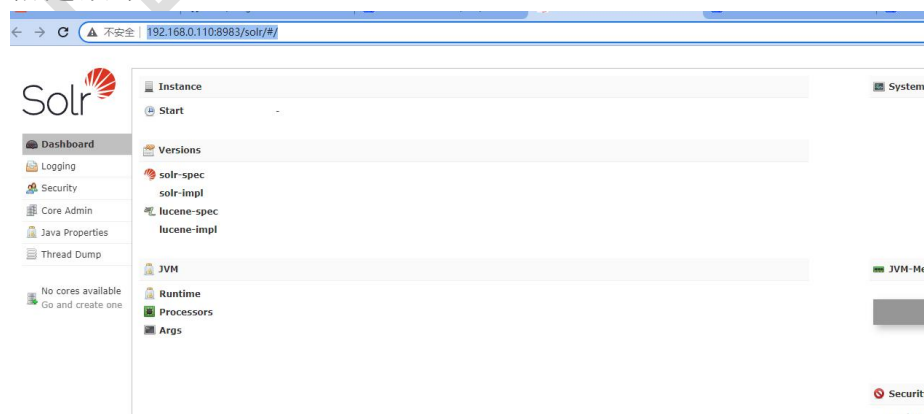 不安全 | 192.168.0.110:8983/solr/#/
Solr
Dashboard
Logging
Security
Core Admin
Java Properties
Thread Dump
No cores available
Go and create one
Instance
Start -
Versions
solr-spec
solr-impl
lucene-spec
lucene-impl
JVM
Runtime
Processors
Args
System
JVM-Me
Securit